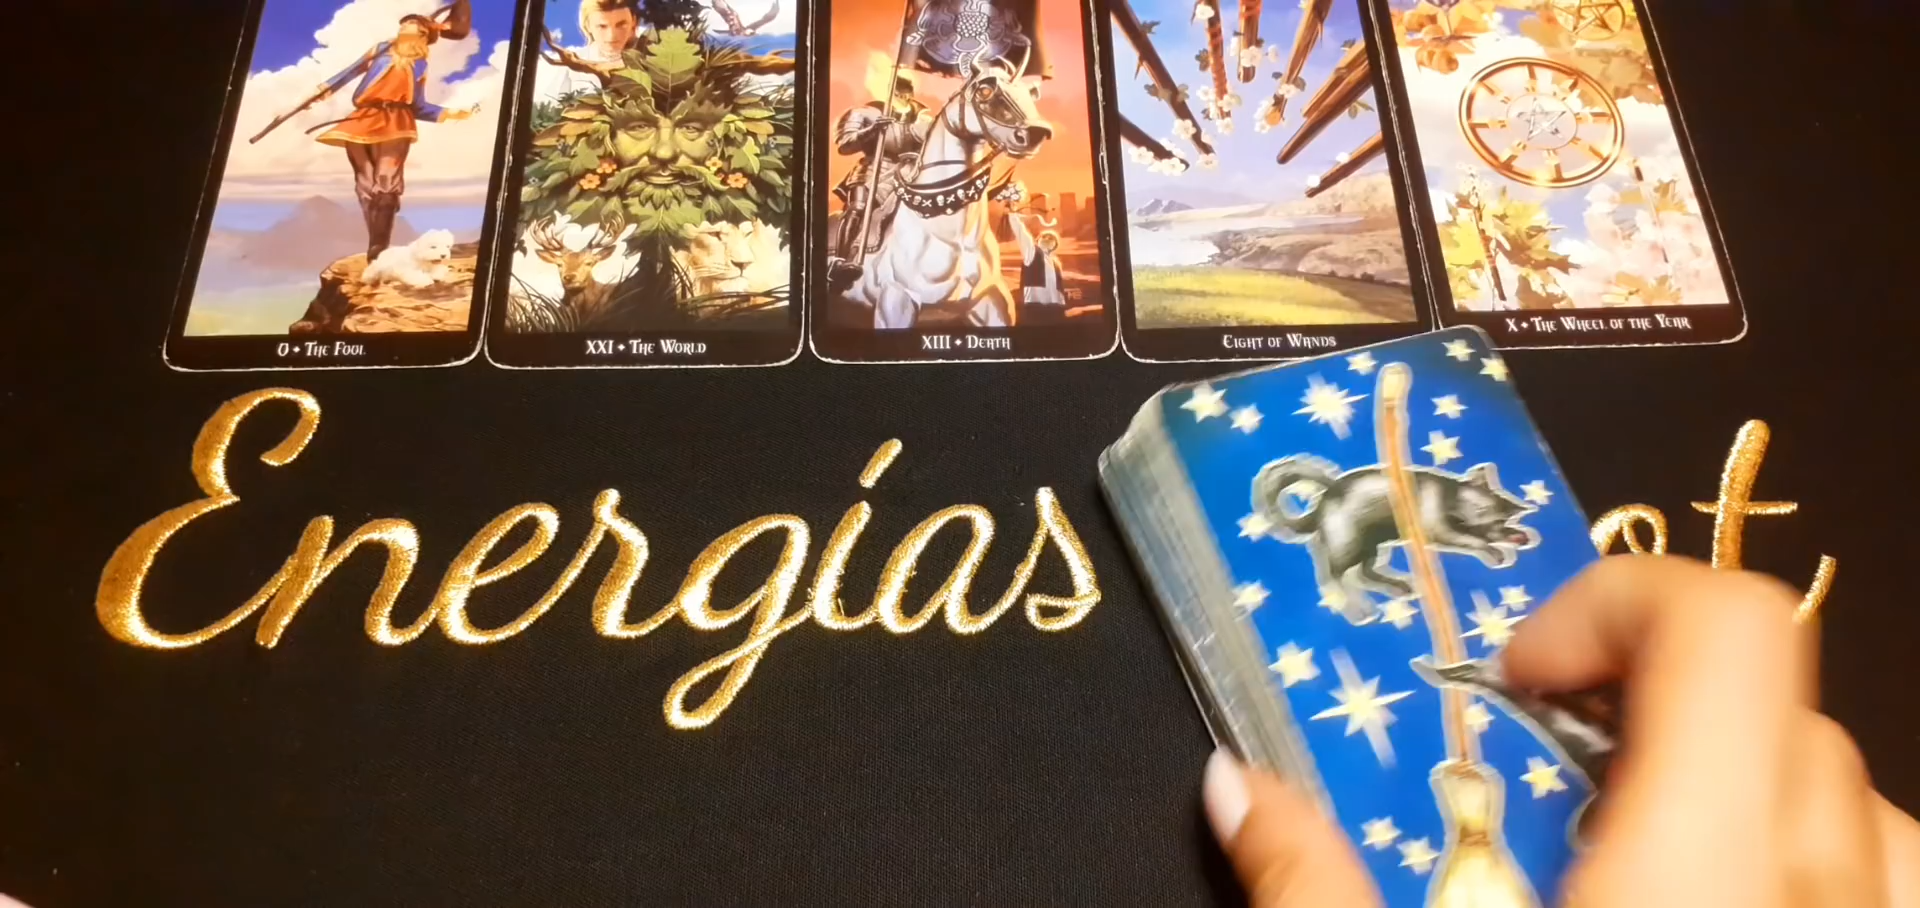 0 ✦ The Fool
XXI ✦ The World
XIII ✦ Death
Eight of Wands
X ✦ The Wheel of the Year
Energías